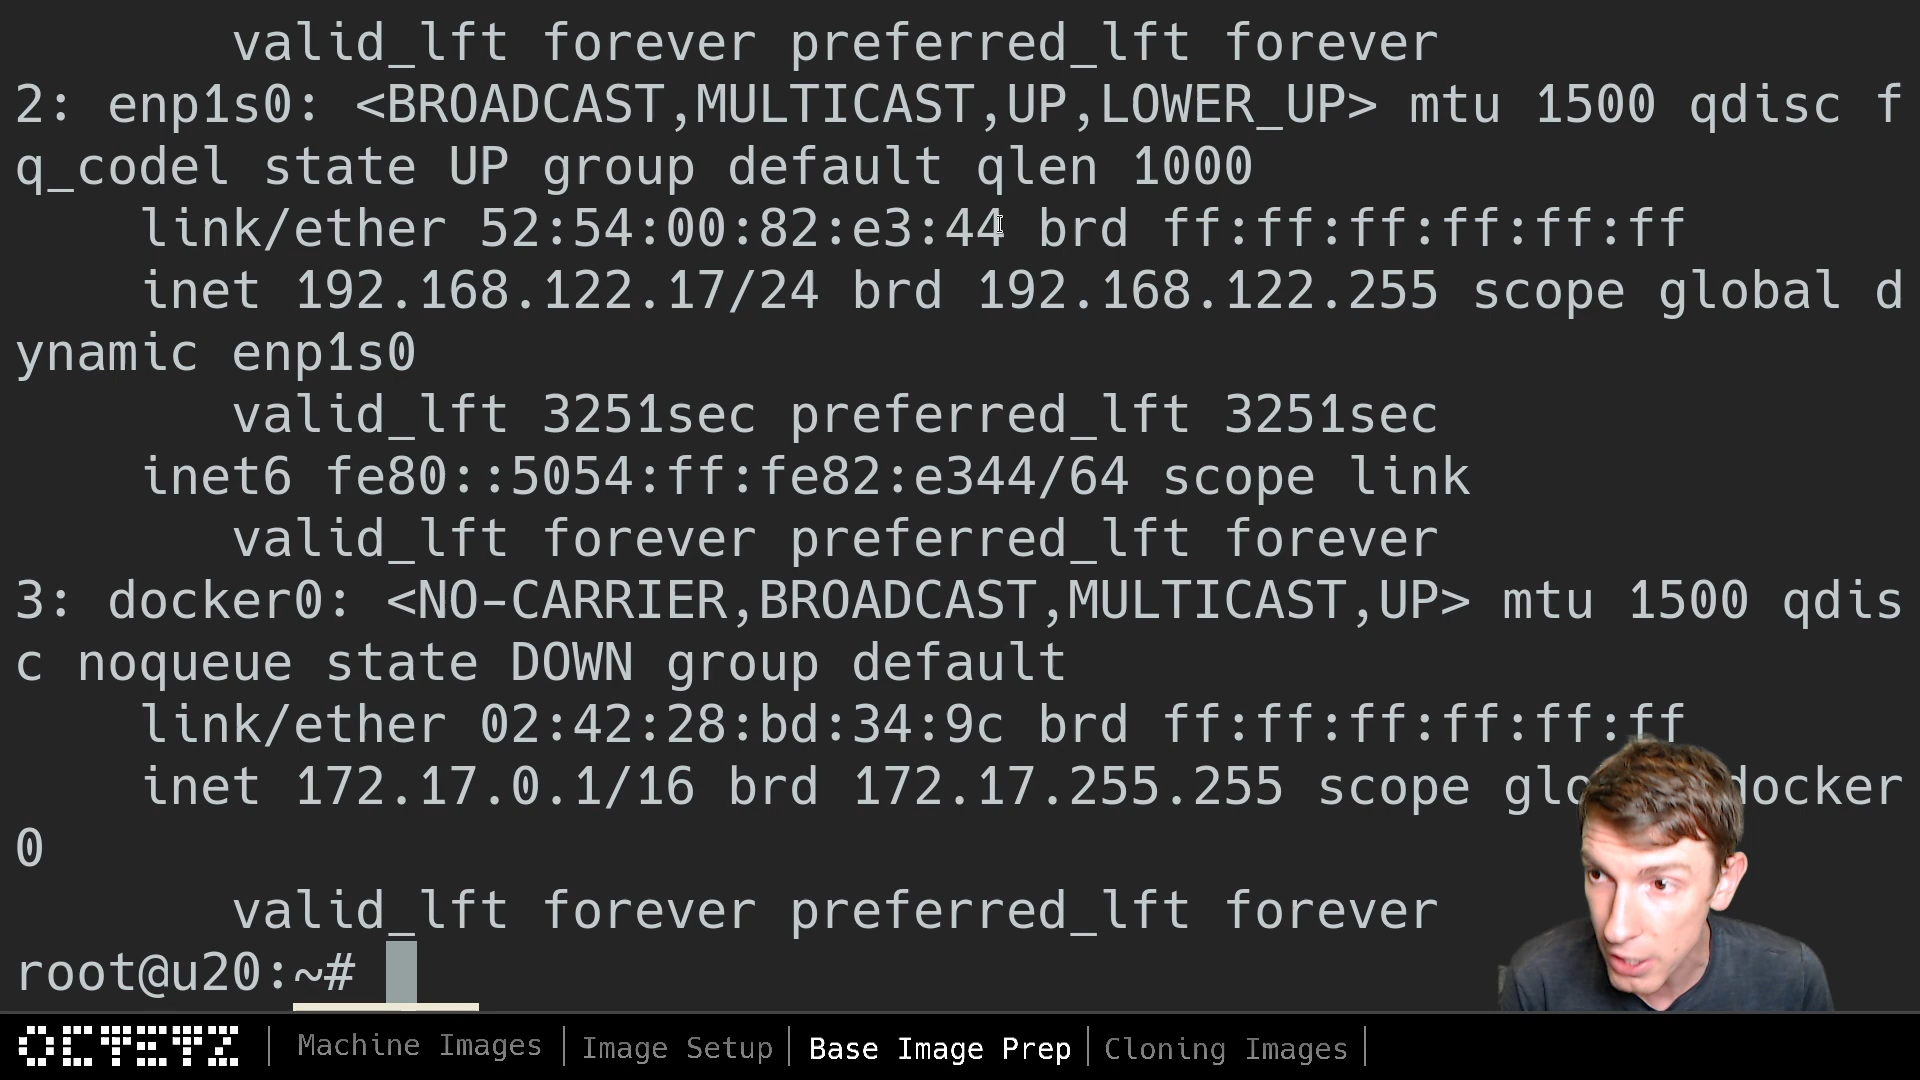 valid_lft forever preferred_lft forever
2: enp1s0: <BROADCAST,MULTICAST,UP,LOWER_UP> mtu 1500 qdisc f
q_codel state UP group default qlen 1000
link/ether 52:54:00:82:e3:44 brd ff:ff:ff:ff:ff:ff
inet 192.168.122.17/24 brd 192.168.122.255 scope global d
ynamic enp1s0
valid_lft 3251sec preferred_lft 3251sec
inet6 fe80::5054:ff:fe82:e344/64 scope link
valid_lft forever preferred_lft forever
3: docker0: <NO-CARRIER,BROADCAST,MULTICAST,UP> mtu 1500 qdis
c noqueue state DOWN group default
link/ether 02:42:28:bd:34:9c brd ff:ff:ff:ff:ff:ff
inet 172.17.0.1/16 brd 172.17.255.255 scope glo docker
0
valid_lft forever preferred_lft forever
root@u20:~#
OCTETZ | Machine Images | Image Setup | Base Image Prep | Cloning Images |